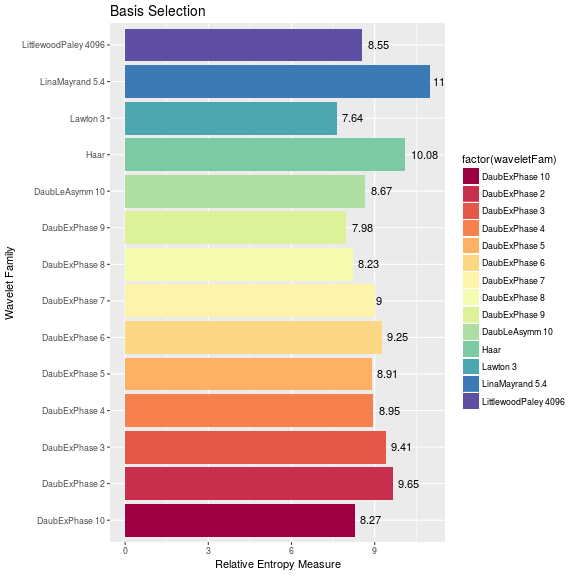 Basis Selection
Wavelet Family
LittlewoodPaley 4096
8.55
LinaMayrand 5.4
11
Lawton 3
7.64
Haar
10.08
DaubLeAsymm 10
8.67
DaubExPhase 9
7.98
DaubExPhase 8
8.23
DaubExPhase 7
9
DaubExPhase 6
9.25
DaubExPhase 5
8.91
DaubExPhase 4
8.95
DaubExPhase 3
9.41
DaubExPhase 2
9.65
DaubExPhase 10
8.27
0 3 6 9
Relative Entropy Measure
factor(waveletFam)
DaubExPhase 10
DaubExPhase 2
DaubExPhase 3
DaubExPhase 4
DaubExPhase 5
DaubExPhase 6
DaubExPhase 7
DaubExPhase 8
DaubExPhase 9
DaubLeAsymm 10
Haar
Lawton 3
LinaMayrand 5.4
LittlewoodPaley 4096